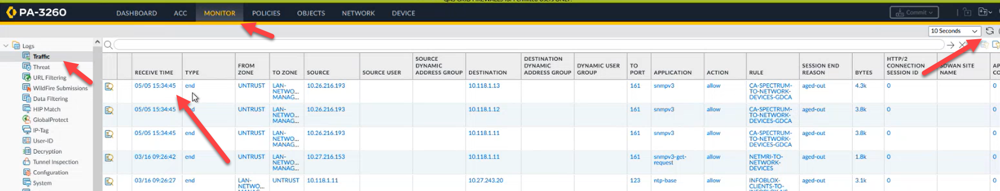 QAS GRID FIREWALLS for Permitted Users ONLY.
PA-3260 DASHBOARD ACC MONITOR POLICIES OBJECTS NETWORK DEVICE Commit
10 Seconds
Logs
Traffic
Threat
URL Filtering
WildFire Submissions
Data Filtering
HIP Match
GlobalProtect
IP-Tag
User-ID
Decryption
Tunnel Inspection
Configuration
System
RECEIVE TIME TYPE FROM ZONE TO ZONE SOURCE SOURCE USER SOURCE DYNAMIC ADDRESS GROUP DESTINATION DESTINATION DYNAMIC ADDRESS GROUP DYNAMIC USER GROUP TO PORT APPLICATION ACTION RULE SESSION END REASON BYTES HTTP/2 CONNECTION SESSION ID SDWAN SITE NAME AP CO
05/05 15:34:45 end UNTRUST LAN-NETWO... MANAG... 10.26.216.193 10.118.1.13 161 snmpv3 allow CA-SPECTRUM-TO-NETWORK-DEVICES-GDCA aged-out 4.3k 0 0
05/05 15:34:45 end UNTRUST LAN-NETWO... MANAG... 10.26.216.193 10.118.1.12 161 snmpv3 allow CA-SPECTRUM-TO-NETWORK-DEVICES-GDCA aged-out 3.8k 0 0
05/05 15:34:45 end UNTRUST LAN-NETWO... MANAG... 10.26.216.193 10.118.1.11 161 snmpv3 allow CA-SPECTRUM-TO-NETWORK-DEVICES-GDCA aged-out 3.8k 0 0
03/16 09:26:42 end UNTRUST LAN-NETWO... MANAG... 10.27.216.153 10.118.1.11 161 snmpv3-get-request allow NETMRI-TO-NETWORK-DEVICES aged-out 1.8k 0 0
03/16 09:26:27 end LAN-NETWO... UNTRUST 10.118.1.11 10.27.243.20 123 ntp-base allow INFOBLOX-CLIENTS-TO- aged-out 3.1k 0 0